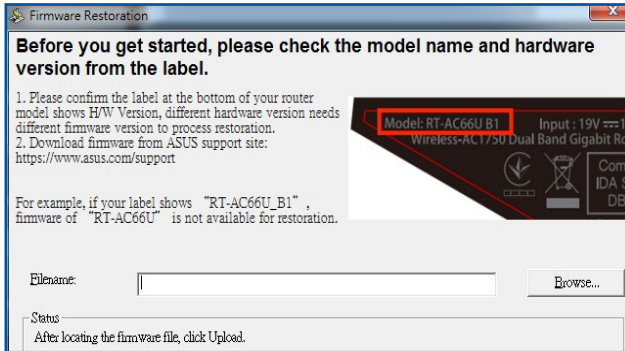 Firmware Restoration
Before you get started, please check the model name and hardware
version from the label.
1. Please confirm the label at the bottom of your router
model shows H/W Version, different hardware version needs
different firmware version to process restoration.
2. Download firmware from ASUS support site:
https://www.asus.com/support
For example, if your label shows “RT-AC66U_B1”,
firmware of “RT-AC66U” is not available for restoration.
Model: RT-AC66U B1 Input : 19V
Wireless-AC1750 Dual Band Gigabit
Com
IDA
DB
Filename:
Browse...
Status
After locating the firmware file, click Upload.